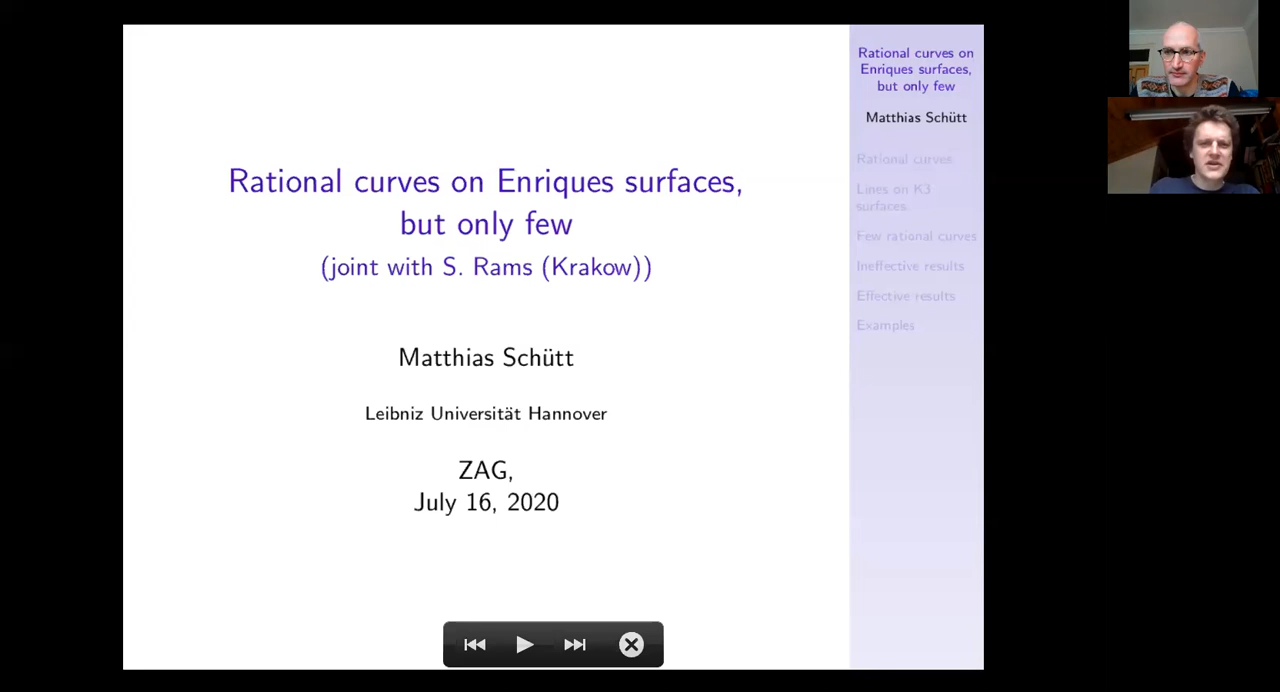 Rational curves on Enriques surfaces,
but only few
(joint with S. Rams (Krakow))
Matthias Schütt
Leibniz Universität Hannover
ZAG,
July 16, 2020
Rational curves on
Enriques surfaces,
but only few
Matthias Schütt
Rational curves
Lines on K3
surfaces
Few rational curves
Ineffective results
Effective results
Examples